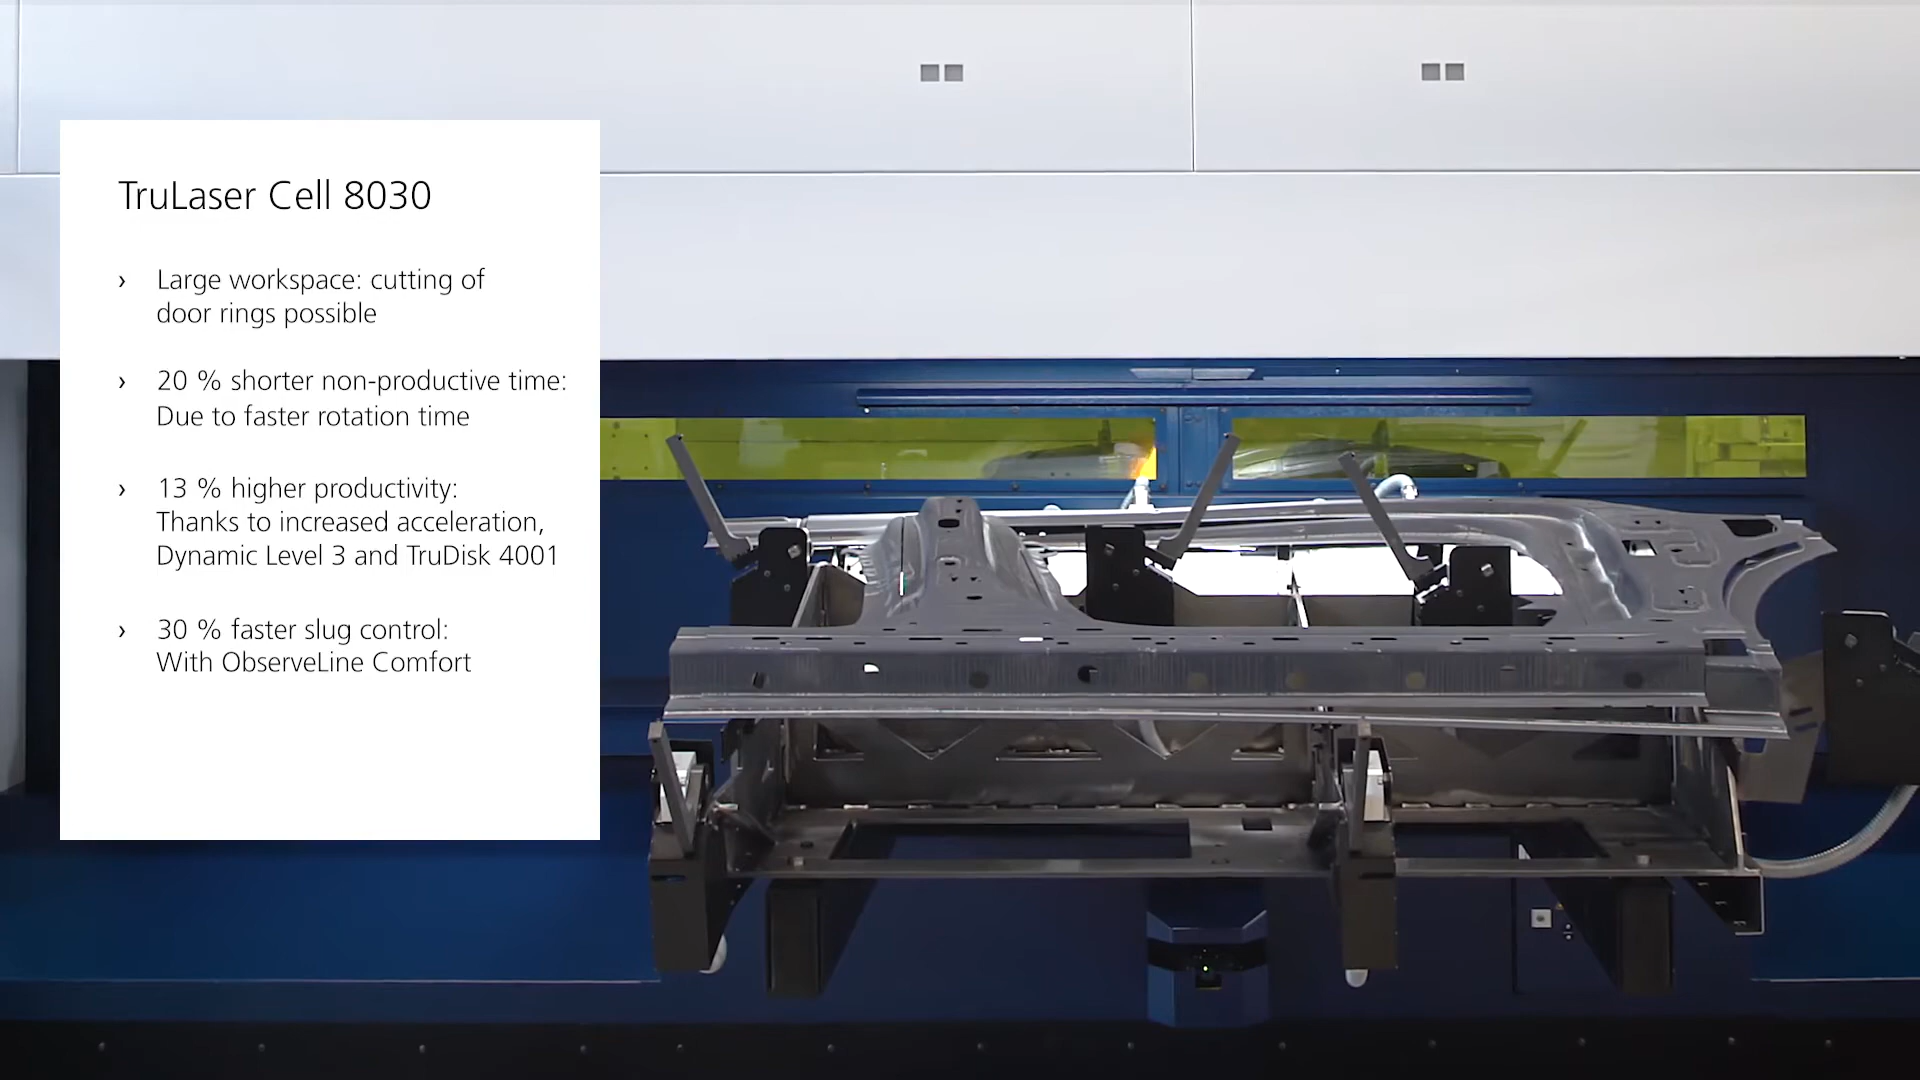 TruLaser Cell 8030
› Large workspace: cutting of
door rings possible
› 20 % shorter non-productive time:
Due to faster rotation time
› 13 % higher productivity:
Thanks to increased acceleration,
Dynamic Level 3 and TruDisk 4001
› 30 % faster slug control:
With ObserveLine Comfort